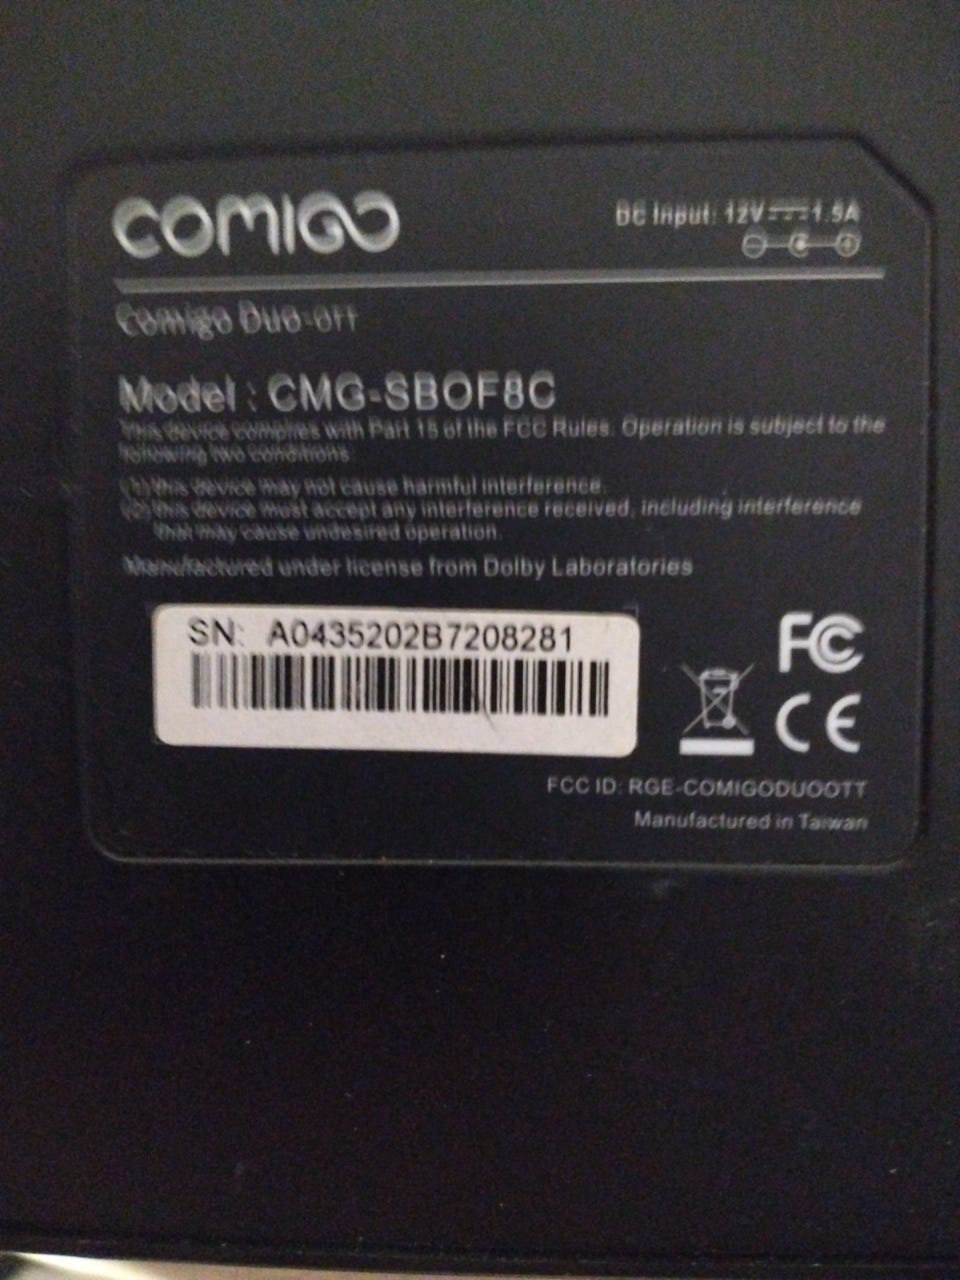 COMIGO
DC Input: 12V 1.5A
Comigo Duo-OTT
Model : CMG-SBOF8C
This device complies with Part 15 of the FCC Rules. Operation is subject to the
following two conditions:
(1) this device may not cause harmful interference.
(2) this device must accept any interference received, including interference
that may cause undesired operation.
Manufactured under license from Dolby Laboratories
SN: A0435202B7208281
FC
CE
FCC ID: RGE-COMIGODUOOTT
Manufactured in Taiwan